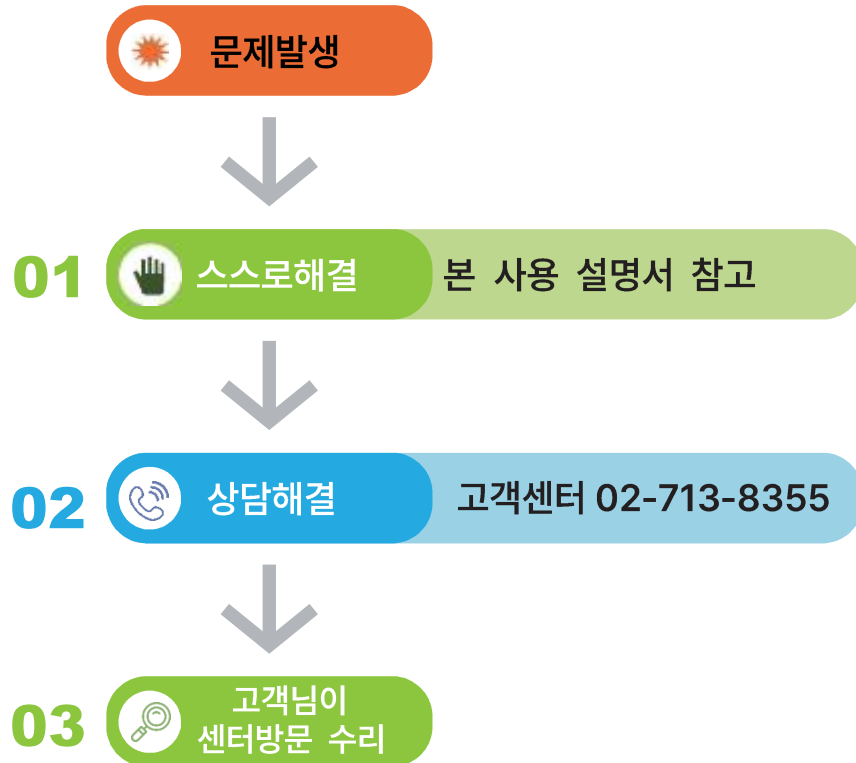 문제발생
01 스스로해결 본 사용 설명서 참고
02 상담해결 고객센터 02-713-8355
03 고객님이
센터방문 수리